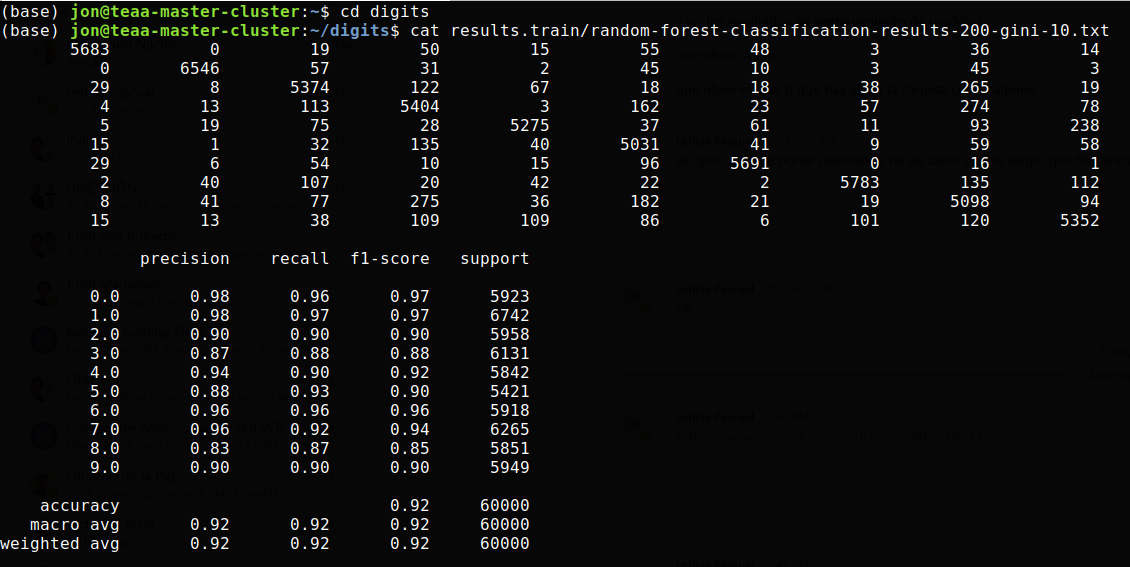 (base) jon@teaa-master-cluster:~$ cd digits
(base) jon@teaa-master-cluster:~/digits$ cat results.train/random-forest-classification-results-200-gini-10.txt
5683 0 19 50 15 55 48 3 36 14
0 6546 57 31 2 45 10 3 45 3
29 8 5374 122 67 18 18 38 265 19
4 13 113 5404 3 162 23 57 274 78
5 19 75 28 5275 37 61 11 93 238
15 1 32 135 40 5031 41 9 59 58
29 6 54 10 15 96 5691 0 16 1
2 40 107 20 42 22 2 5783 135 112
8 41 77 275 36 182 21 19 5098 94
15 13 38 109 109 86 6 101 120 5352
precision recall f1-score support
0.0 0.98 0.96 0.97 5923
1.0 0.98 0.97 0.97 6742
2.0 0.90 0.90 0.90 5958
3.0 0.87 0.88 0.88 6131
4.0 0.94 0.90 0.92 5842
5.0 0.88 0.93 0.90 5421
6.0 0.96 0.96 0.96 5918
7.0 0.96 0.92 0.94 6265
8.0 0.83 0.87 0.85 5851
9.0 0.90 0.90 0.90 5949
accuracy 0.92 60000
macro avg 0.92 0.92 0.92 60000
weighted avg 0.92 0.92 0.92 60000